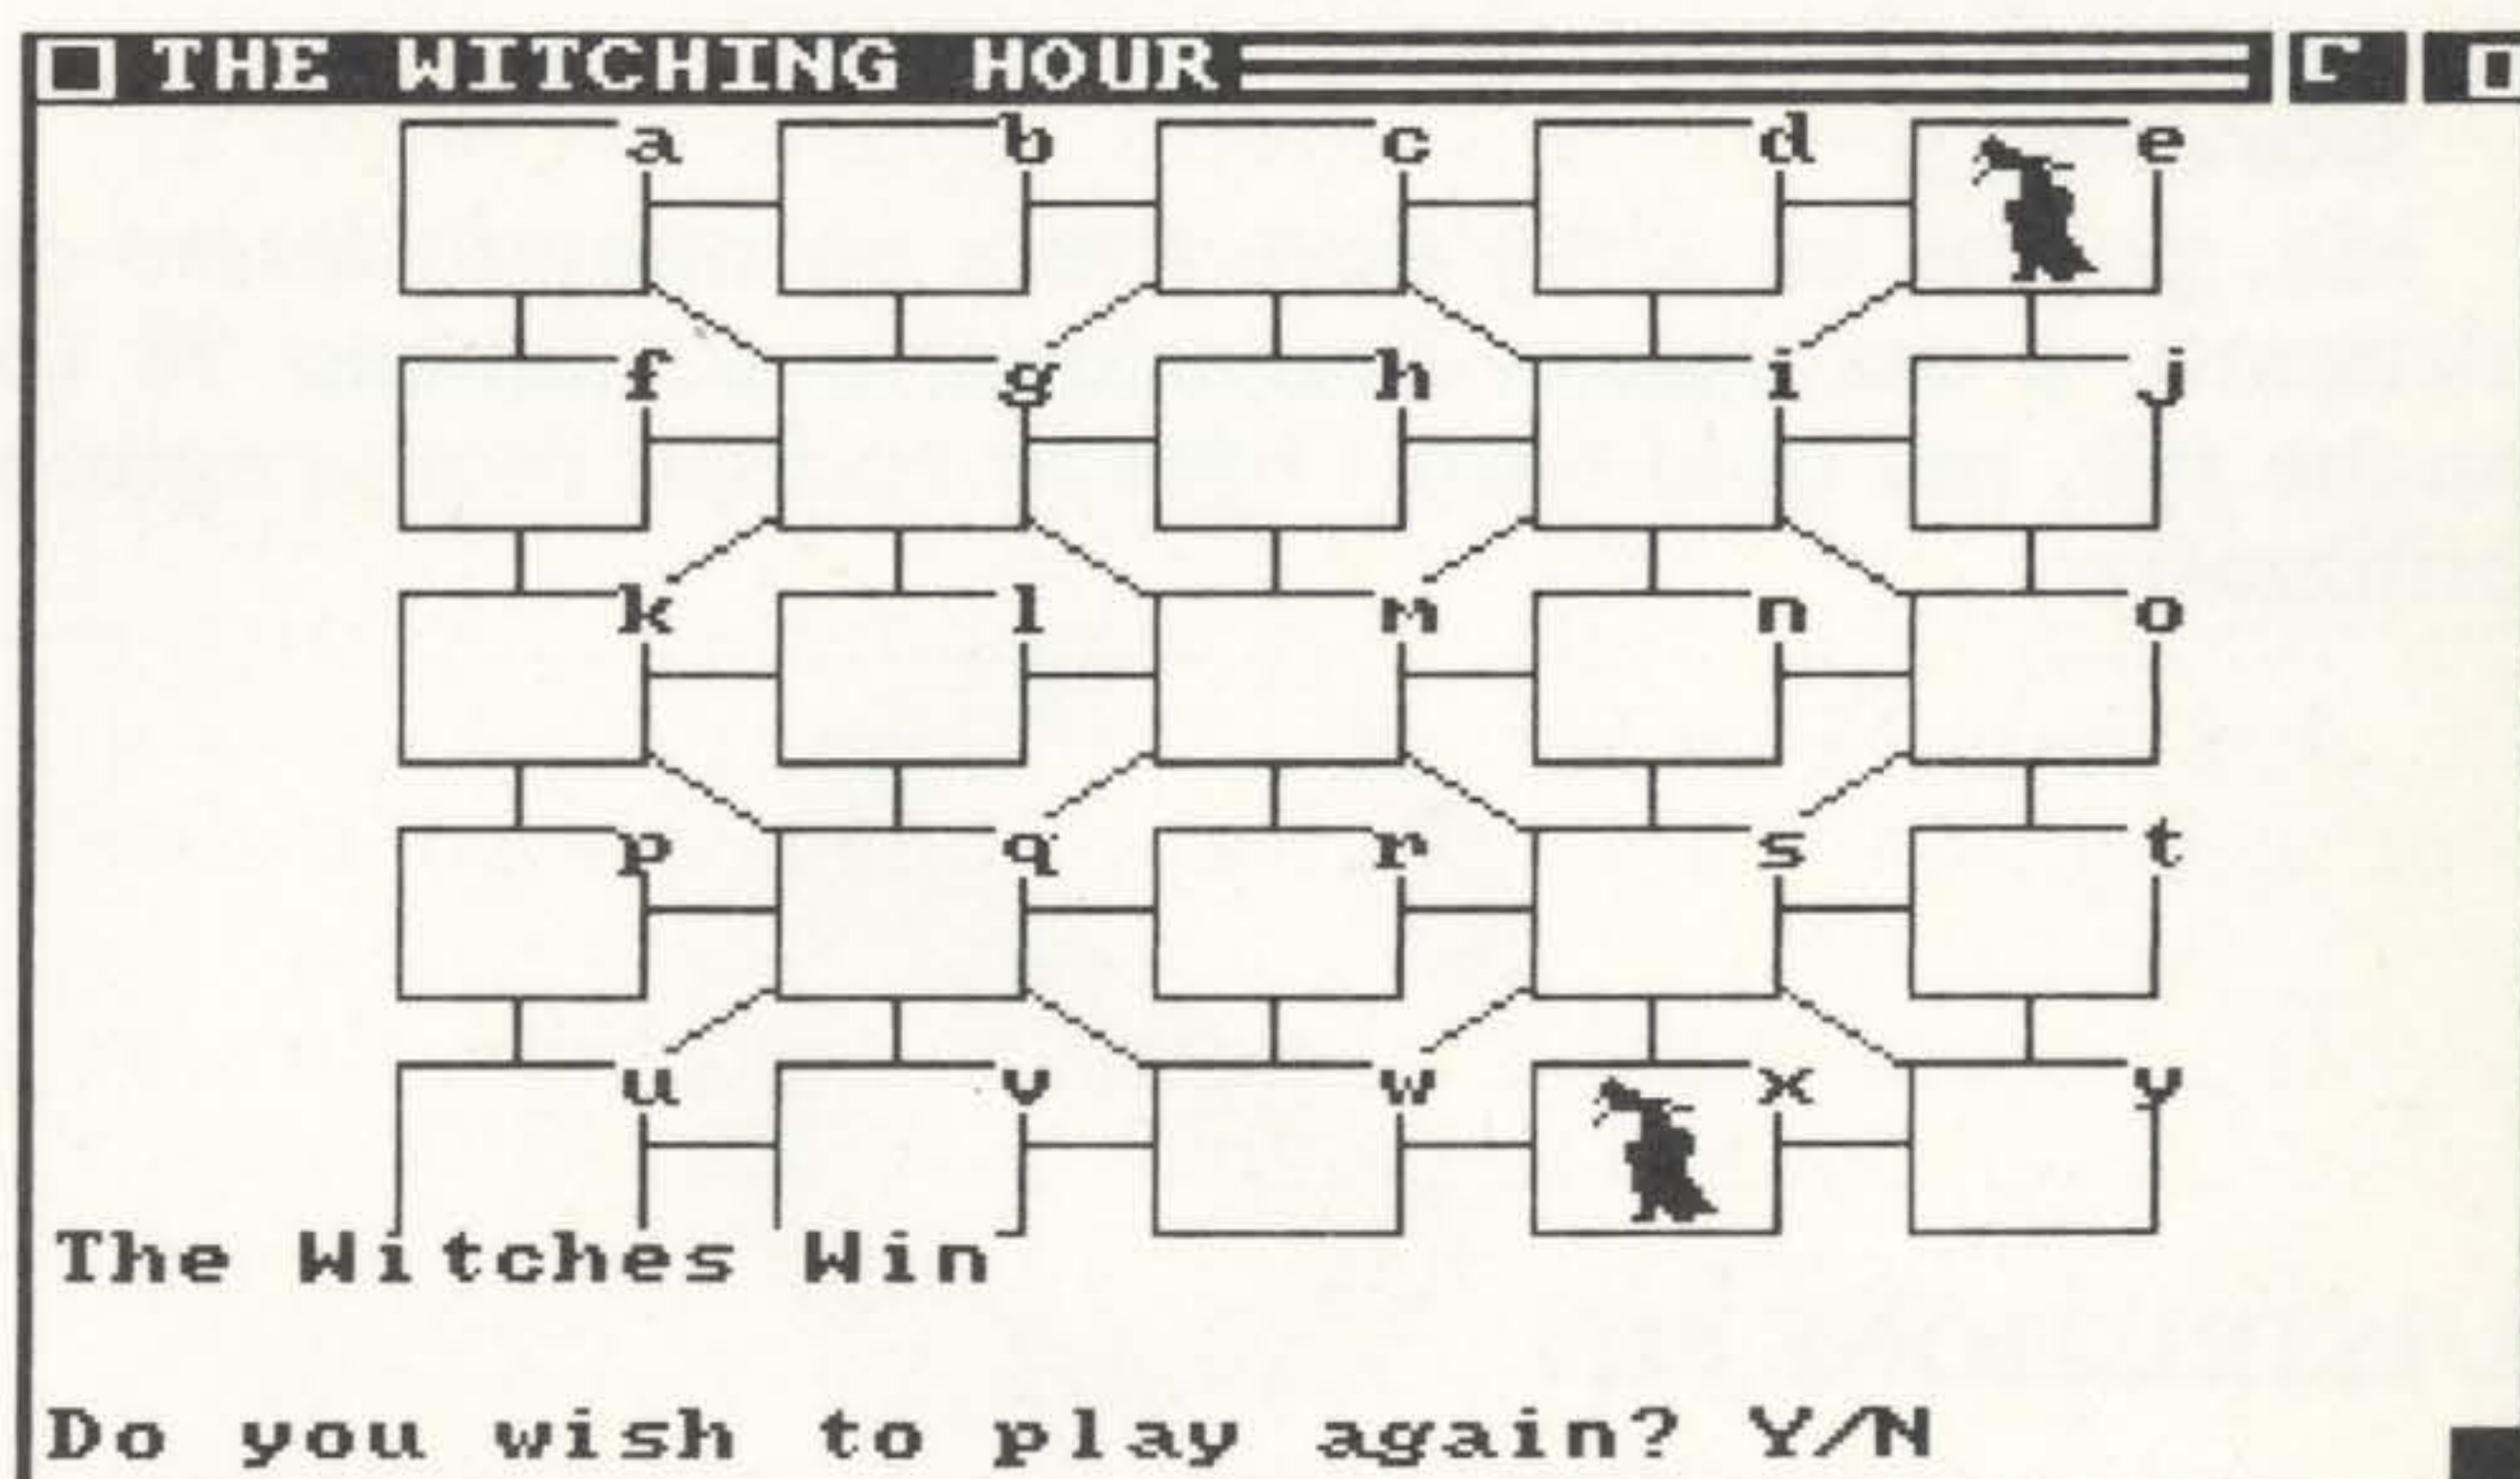 THE WITCHING HOUR
a b c d e
f g h i j
k l m n o
p q r s t
u v w x y
The Witches Win
Do you wish to play again? Y/N